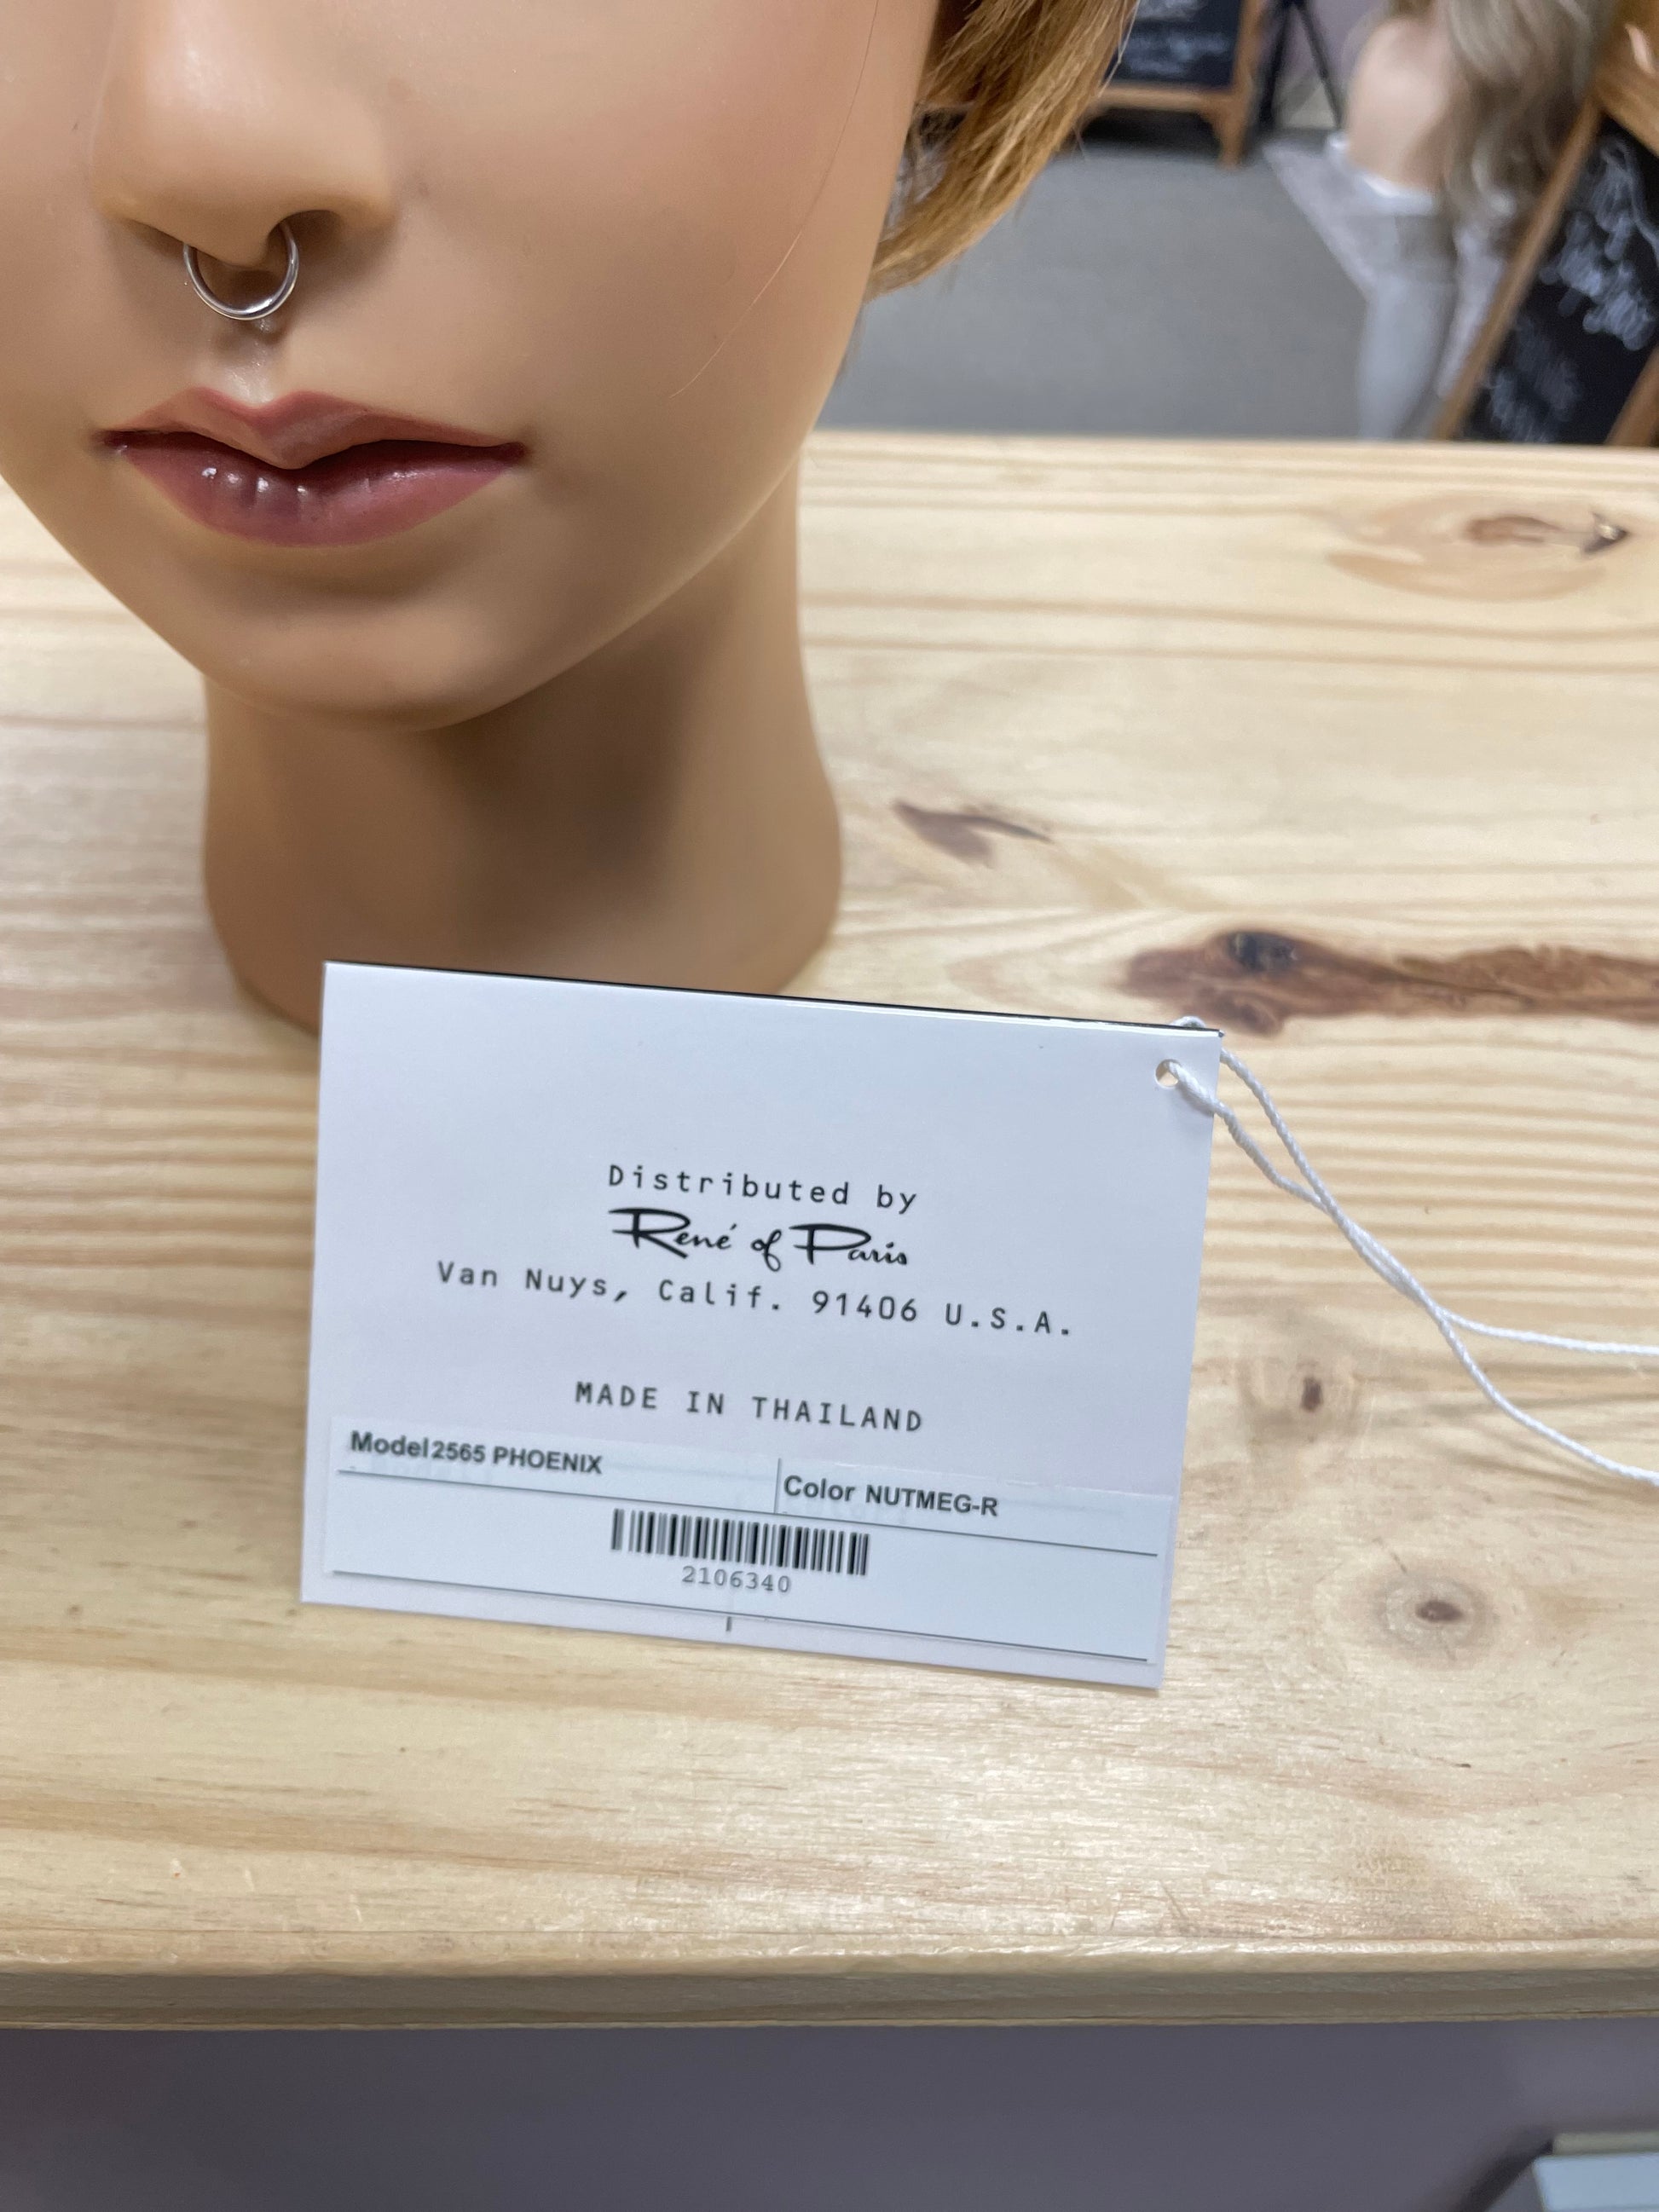 Distributed by
René of Paris
Van Nuys, Calif. 91406 U.S.A.
MADE IN THAILAND
Model 2565 PHOENIX
Color NUTMEG-R
2106340